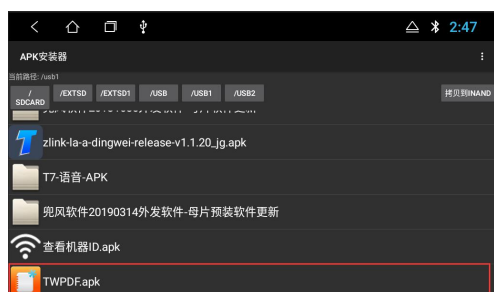 2:47
APK安装器
当前路径: /usb1
/SDCARD
/EXTSD
/EXTSD1
/USB
/USB1
/USB2
拷贝到INAND
zlink-la-a-dingwei-release-v1.1.20_jg.apk
T7-语音-APK
兜风软件20190314外发软件-母片预装软件更新
查看机器ID.apk
TWPDF.apk